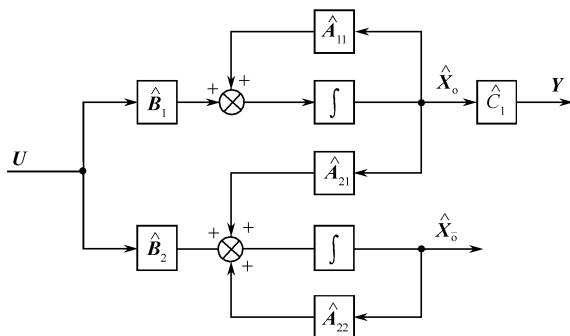 Â₁₁
+ +
B̂₁
∫
X̂ₒ
Ĉ₁
Y
U
Â₂₁
+ +
B̂₂
∫
X̂ō
+
Â₂₂